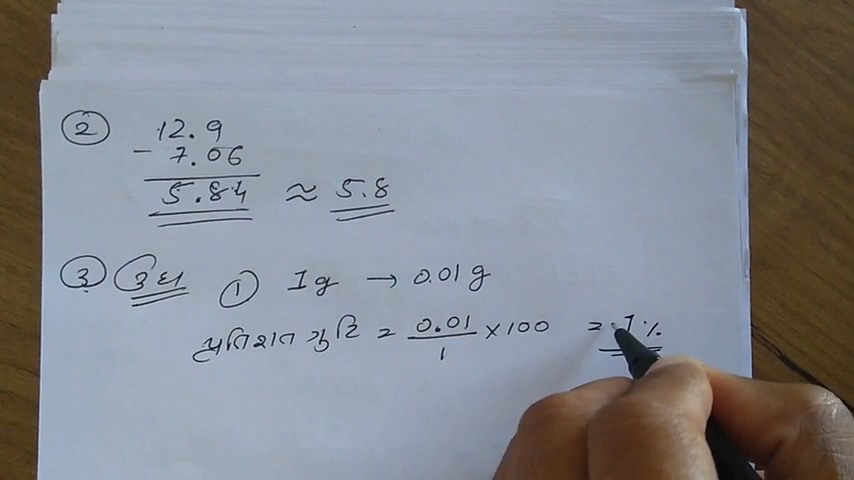 ② 12.9
- 7.06
5.84 ≈ 5.8
③ ① 1g → 0.01g
પ્રતિશત ત્રુટિ = 0.01/1 × 100 = 1%